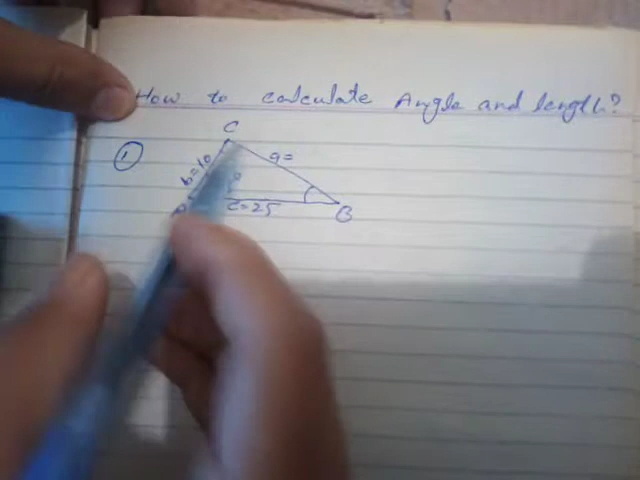 How to calculate Angle and length?
C
①
b=10
a=
c=25
B